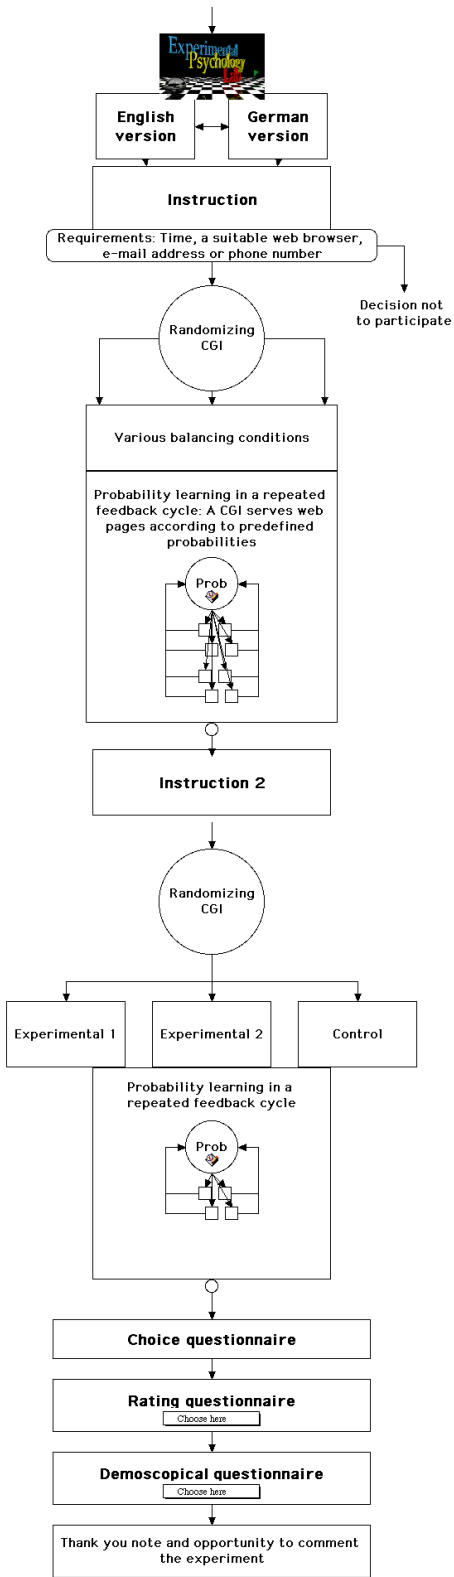 Experimental
Psychology
Lab
English
version
German
version
Instruction
Requirements: Time, a suitable web browser,
e-mail address or phone number
Decision not
to participate
Randomizing
CGI
Various balancing conditions
Probability learning in a repeated
feedback cycle: A CGI serves web
pages according to predefined
probabilities
Prob
Instruction 2
Randomizing
CGI
Experimental 1
Experimental 2
Control
Probability learning in a
repeated feedback cycle
Prob
Choice questionnaire
Rating questionnaire
Choose here
Demoscopical questionnaire
Choose here
Thank you note and opportunity to comment
the experiment